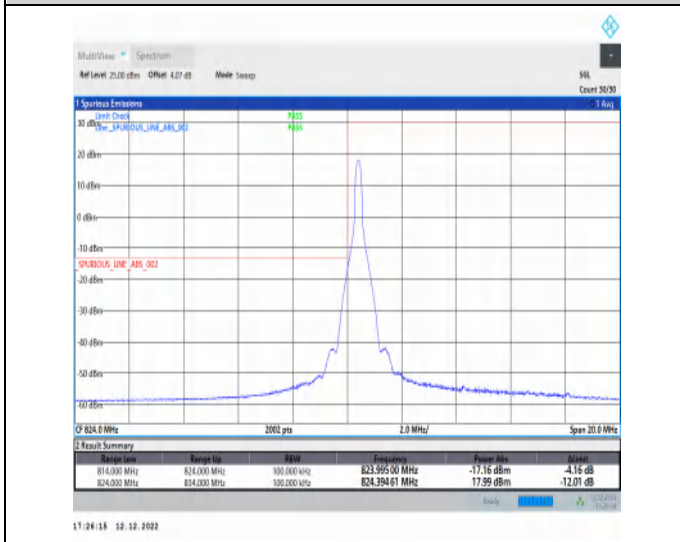 MultiView Spectrum
Ref Level 25.00 dBm Offset 4.07 dB Mode Sweep SGL
Count 30/30
1 Spurious Emissions 1 Avg
Limit Check PASS
Line _SPURIOUS_LINE_ABS_002 PASS
30 dBm
20 dBm
10 dBm
0 dBm
-10 dBm
_SPURIOUS_LINE_ABS_002
-20 dBm
-30 dBm
-40 dBm
-50 dBm
-60 dBm
CF 824.0 MHz 2002 pts 2.0 MHz/ Span 20.0 MHz
2 Result Summary
Range Low Range Up RBW Frequency Power Abs ΔLimit
814.000 MHz 824.000 MHz 100.000 kHz 823.99500 MHz -17.16 dBm -4.16 dB
824.000 MHz 834.000 MHz 100.000 kHz 824.39461 MHz 17.99 dBm -12.01 dB
Ready
17:26:15 12.12.2022